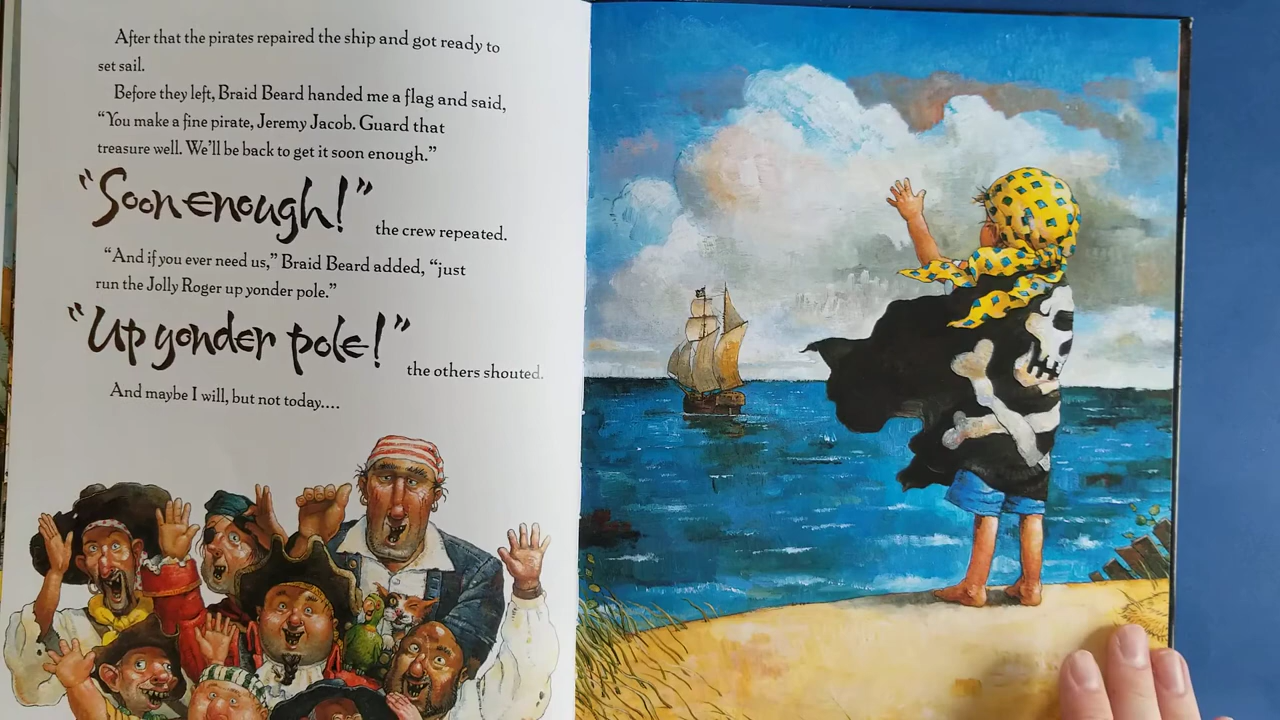 After that the pirates repaired the ship and got ready to
set sail.
Before they left, Braid Beard handed me a flag and said,
“You make a fine pirate, Jeremy Jacob. Guard that
treasure well. We’ll be back to get it soon enough.”
“Soon enough!” the crew repeated.
“And if you ever need us,” Braid Beard added, “just
run the Jolly Roger up yonder pole.”
“Up yonder pole!” the others shouted.
And maybe I will, but not today....